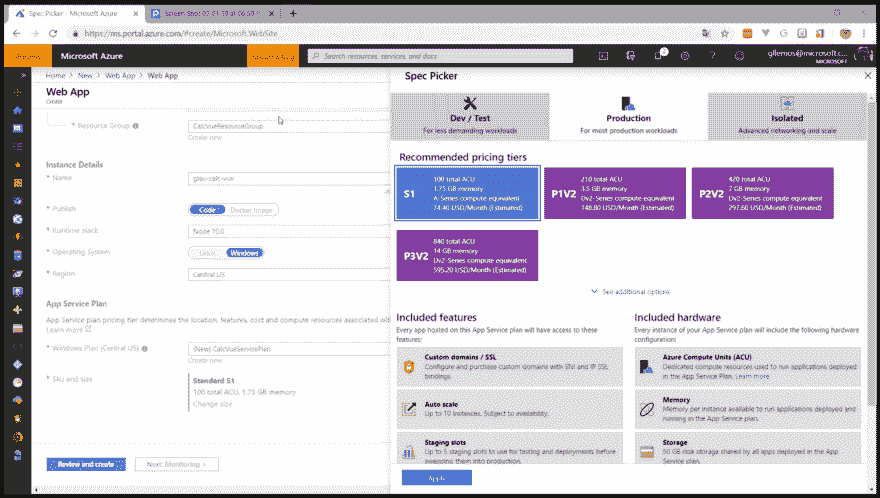 Spec Picker - Microsoft Azure
https://ms.portal.azure.com/#create/Microsoft.WebSite
Microsoft Azure
Search resources, services, and docs
gllemos@microsoft.c...
MICROSOFT
Home > New > Web App > Web App
Web App
Create
* Resource Group
CalcVueResourceGroup
Create new
Instance Details
* Name
glau-calc-vue
* Publish
Code
Docker Image
* Runtime stack
Node 10.6
* Operating System
Linux
Windows
* Region
Central US
App Service Plan
App Service plan pricing tier determines the location, features, cost and compute resources associated wit
Learn more
* Windows Plan (Central US)
(New) CalcVueServicePlan
Create new
* Sku and size
Standard S1
100 total ACU, 1.75 GB memory
Change size
Review and create
Next: Monitoring >
Spec Picker
Dev / Test
For less demanding workloads
Production
For most production workloads
Isolated
Advanced networking and scale
Recommended pricing tiers
S1
100 total ACU
1.75 GB memory
A-Series compute equivalent
74.40 USD/Month (Estimated)
P1V2
210 total ACU
3.5 GB memory
Dv2-Series compute equivalent
148.80 USD/Month (Estimated)
P2V2
420 total ACU
7 GB memory
Dv2-Series compute equivalent
297.60 USD/Month (Estimated)
P3V2
840 total ACU
14 GB memory
Dv2-Series compute equivalent
595.20 USD/Month (Estimated)
See additional options
Included features
Every app hosted on this App Service plan will have access to these
features:
Custom domains / SSL
Configure and purchase custom domains with SNI and IP SSL
bindings.
Auto scale
Up to 10 instances. Subject to availability.
Staging slots
Up to 5 staging slots to use for testing and deployments before
swapping them into production.
Included hardware
Every instance of your App Service plan will include the following hardware
configuration:
Azure Compute Units (ACU)
Dedicated compute resources used to run applications deployed
in the App Service Plan. Learn more
Memory
Memory per instance available to run applications deployed and
running in the App Service plan.
Storage
50 GB disk storage shared by all apps deployed in the App
Service plan.
Apply